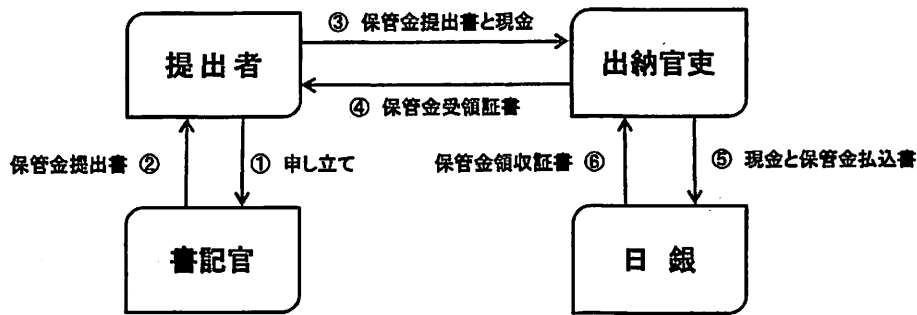 ③ 保管金提出書と現金
提出者
出納官吏
④ 保管金受領証書
保管金提出書 ②
① 申し立て
保管金領収証書 ⑥
⑤ 現金と保管金払込書
書記官
日銀